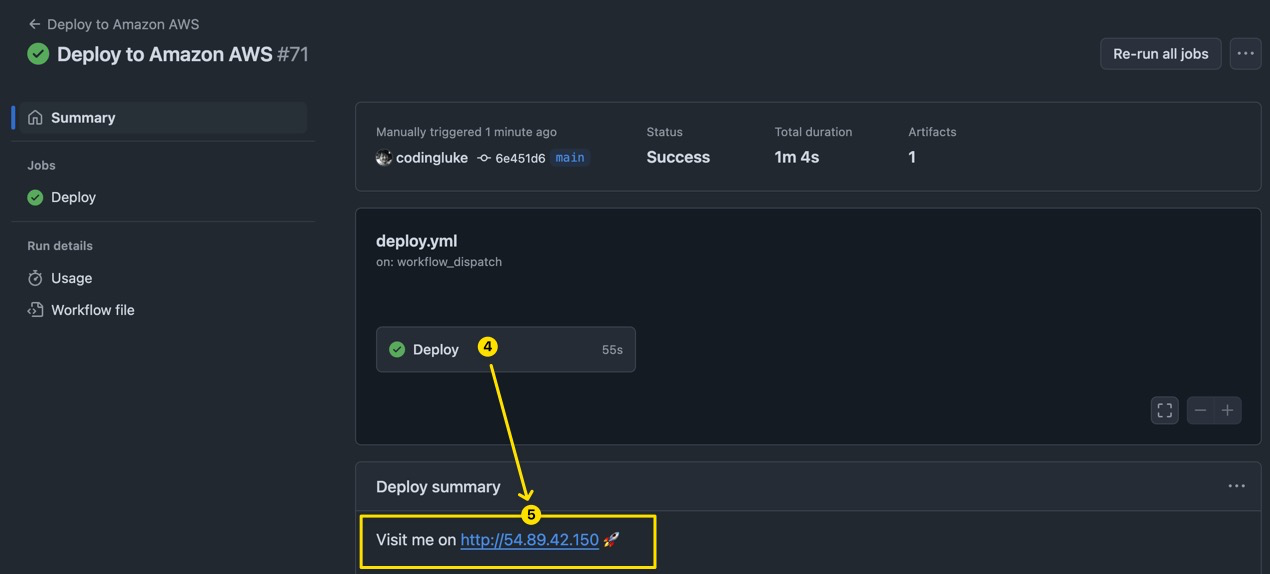 ← Deploy to Amazon AWS
Deploy to Amazon AWS #71
Re-run all jobs
Summary
Jobs
Deploy
Run details
Usage
Workflow file
Manually triggered 1 minute ago
codingluke 6e451d6 main
Status
Success
Total duration
1m 4s
Artifacts
1
deploy.yml
on: workflow_dispatch
Deploy 4 55s
Deploy summary
5
Visit me on http://54.89.42.150 🚀